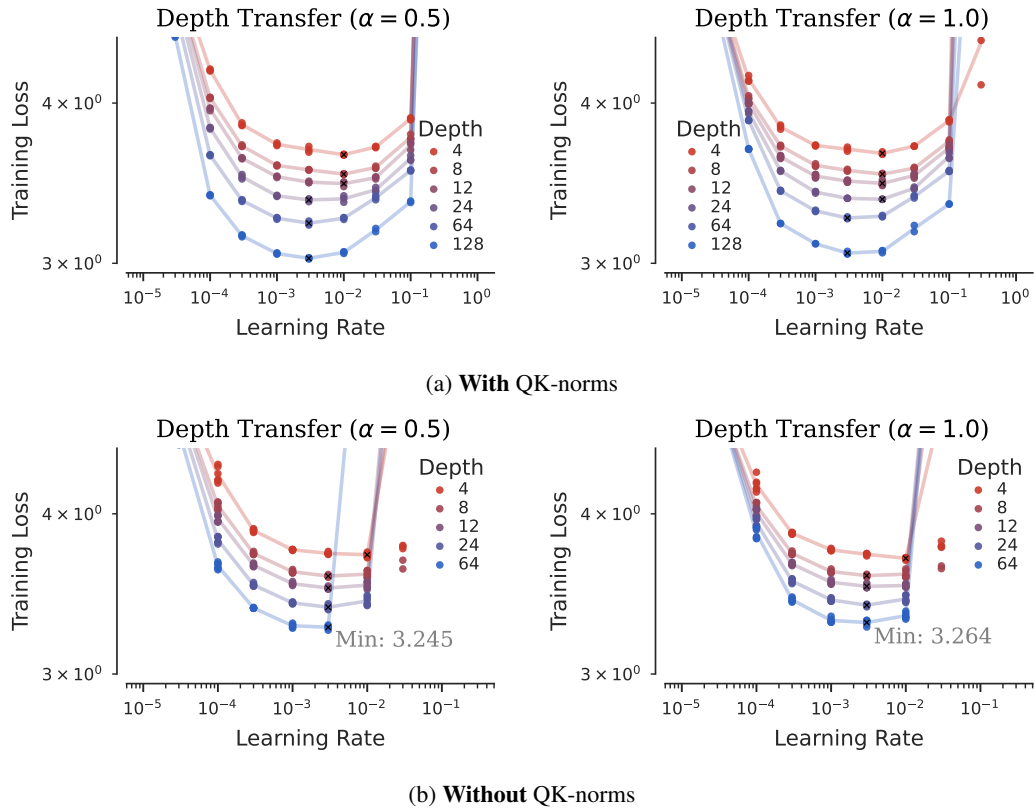 Depth Transfer (α = 0.5)
Training Loss
4 × 10⁰
3 × 10⁰
Depth
4
8
12
24
64
128
10⁻⁵ 10⁻⁴ 10⁻³ 10⁻² 10⁻¹ 10⁰
Learning Rate
Depth Transfer (α = 1.0)
Training Loss
4 × 10⁰
3 × 10⁰
Depth
4
8
12
24
64
128
10⁻⁵ 10⁻⁴ 10⁻³ 10⁻² 10⁻¹ 10⁰
Learning Rate
(a) With QK-norms
Depth Transfer (α = 0.5)
Training Loss
4 × 10⁰
3 × 10⁰
Depth
4
8
12
24
64
Min: 3.245
10⁻⁵ 10⁻⁴ 10⁻³ 10⁻² 10⁻¹
Learning Rate
Depth Transfer (α = 1.0)
Training Loss
4 × 10⁰
3 × 10⁰
Depth
4
8
12
24
64
Min: 3.264
10⁻⁵ 10⁻⁴ 10⁻³ 10⁻² 10⁻¹
Learning Rate
(b) Without QK-norms